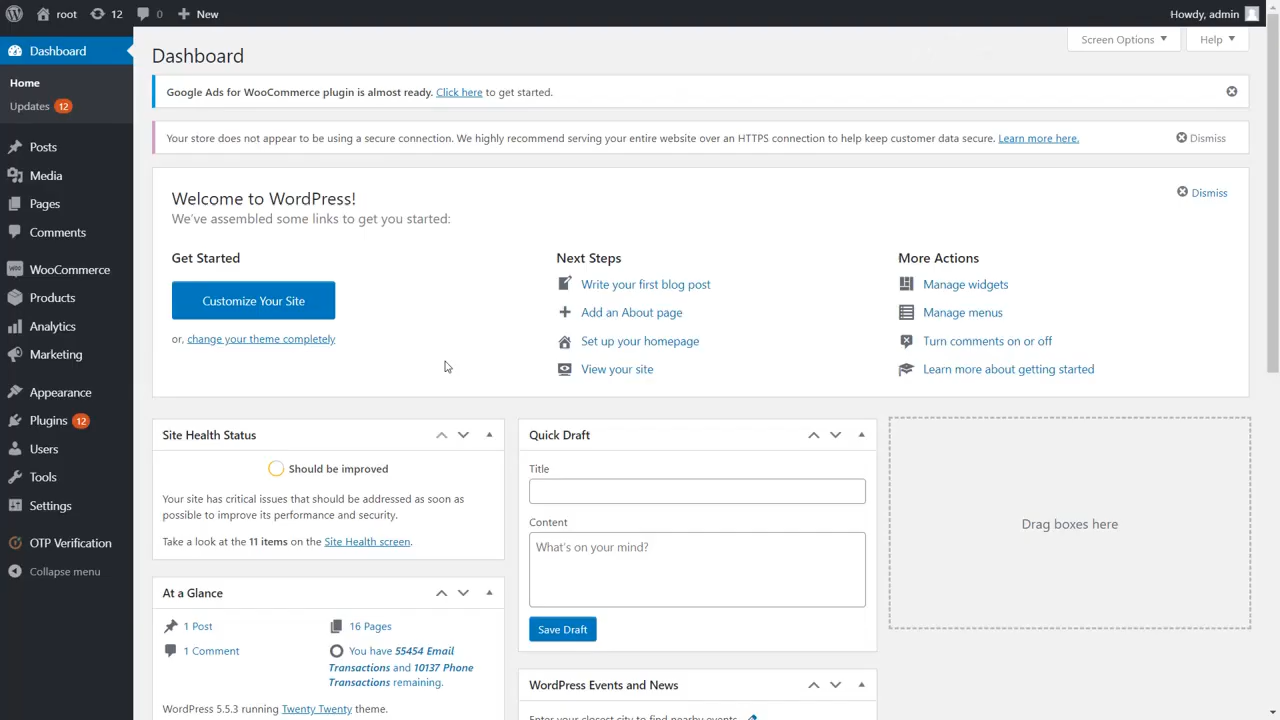 root 12 0 New Howdy, admin
Dashboard
Home
Updates 12
Posts
Media
Pages
Comments
WooCommerce
Products
Analytics
Marketing
Appearance
Plugins 12
Users
Tools
Settings
OTP Verification
Collapse menu
Screen Options Help
Dashboard
Google Ads for WooCommerce plugin is almost ready. Click here to get started.
Your store does not appear to be using a secure connection. We highly recommend serving your entire website over an HTTPS connection to help keep customer data secure. Learn more here. Dismiss
Welcome to WordPress! Dismiss
We've assembled some links to get you started:
Get Started
Customize Your Site
or, change your theme completely
Next Steps
Write your first blog post
Add an About page
Set up your homepage
View your site
More Actions
Manage widgets
Manage menus
Turn comments on or off
Learn more about getting started
Site Health Status
Should be improved
Your site has critical issues that should be addressed as soon as
possible to improve its performance and security.
Take a look at the 11 items on the Site Health screen.
At a Glance
1 Post
16 Pages
1 Comment
You have 55454 Email
Transactions and 10137 Phone
Transactions remaining.
WordPress 5.5.3 running Twenty Twenty theme.
Quick Draft
Title
Content
What's on your mind?
Save Draft
WordPress Events and News
Enter your closest city to find nearby events.
Drag boxes here